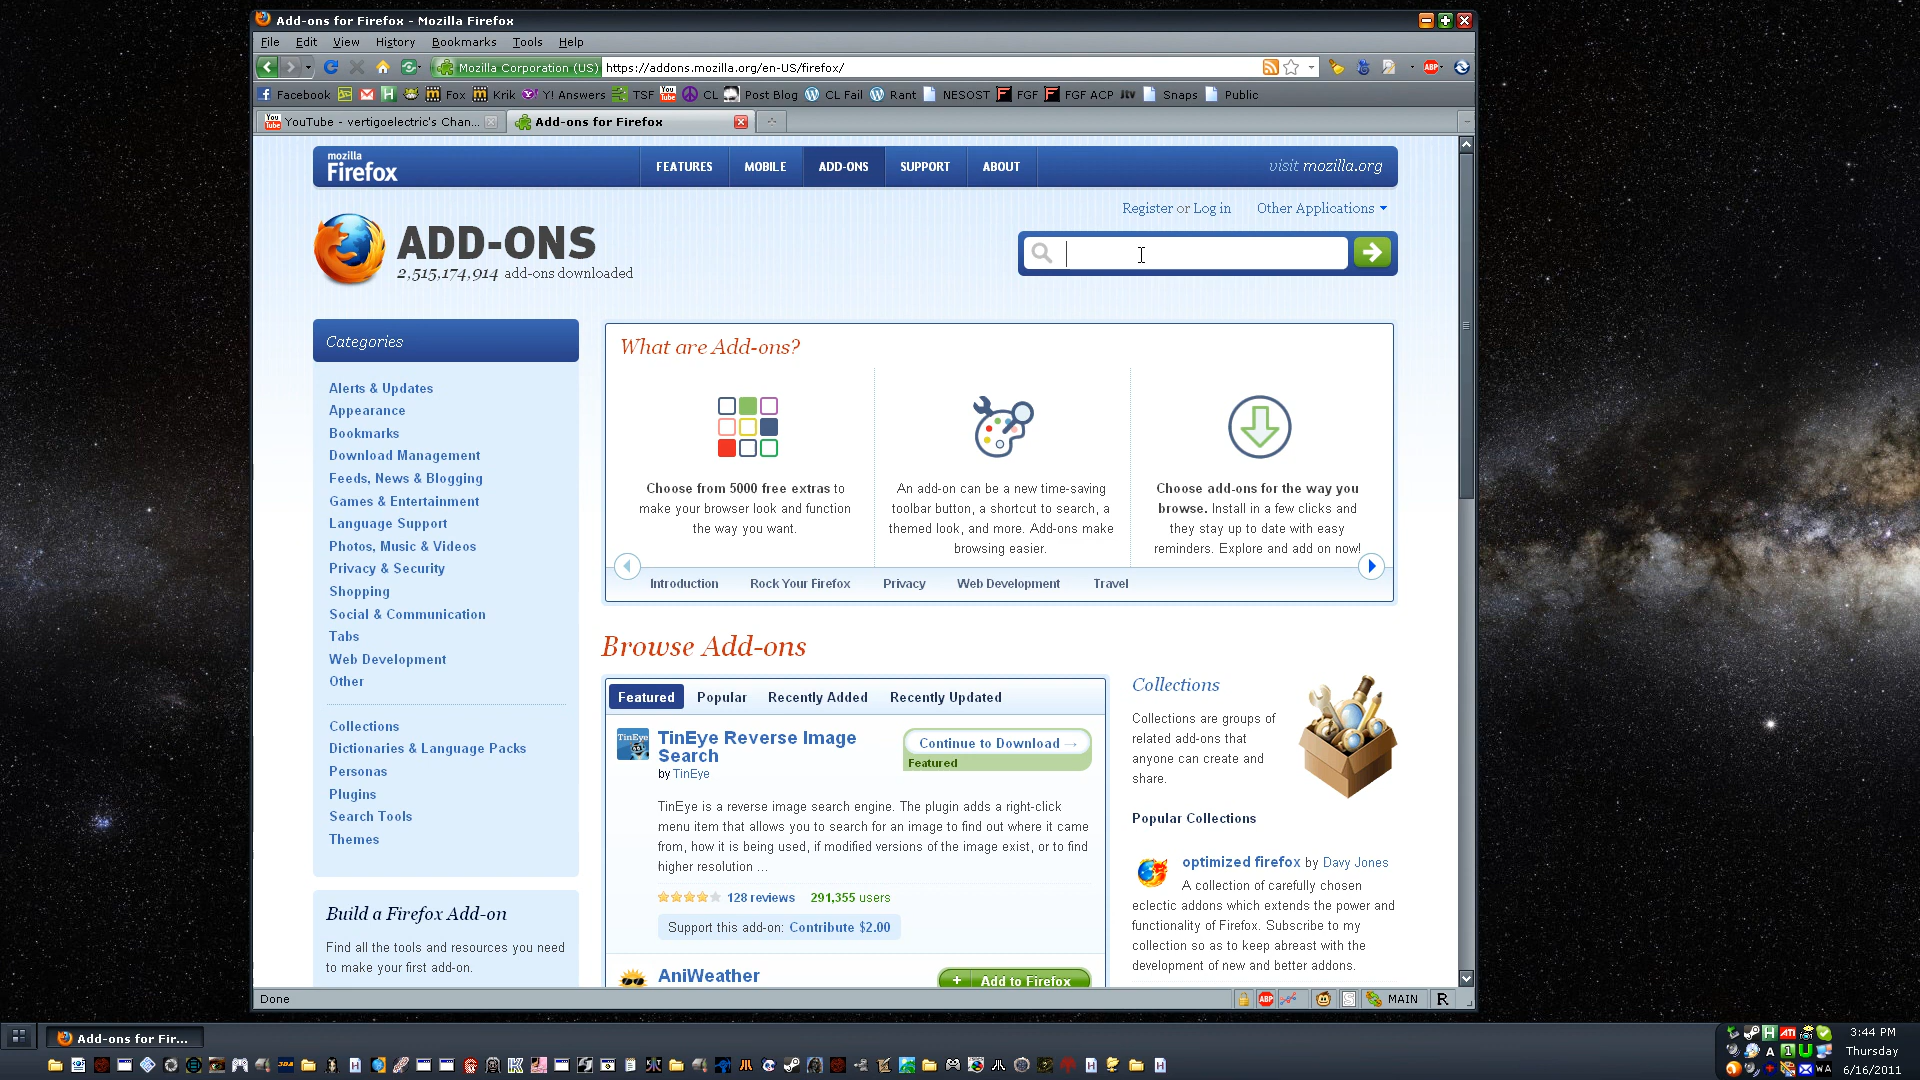 Add-ons for Firefox - Mozilla Firefox
File Edit View History Bookmarks Tools Help
Mozilla Corporation (US) https://addons.mozilla.org/en-US/firefox/
Facebook Fox Krik Y! Answers TSF CL Post Blog CL Fail Rant NESOST FGF FGF ACP Jtv Snaps Public
YouTube - vertigoelectric's Chan... Add-ons for Firefox
mozilla
Firefox
FEATURES MOBILE ADD-ONS SUPPORT ABOUT visit mozilla.org
Register or Log in Other Applications
ADD-ONS
2,515,174,914 add-ons downloaded
Categories
Alerts & Updates
Appearance
Bookmarks
Download Management
Feeds, News & Blogging
Games & Entertainment
Language Support
Photos, Music & Videos
Privacy & Security
Shopping
Social & Communication
Tabs
Web Development
Other
Collections
Dictionaries & Language Packs
Personas
Plugins
Search Tools
Themes
Build a Firefox Add-on
Find all the tools and resources you need
to make your first add-on.
What are Add-ons?
Choose from 5000 free extras to
make your browser look and function
the way you want.
An add-on can be a new time-saving
toolbar button, a shortcut to search, a
themed look, and more. Add-ons make
browsing easier.
Choose add-ons for the way you
browse. Install in a few clicks and
they stay up to date with easy
reminders. Explore and add on now!
Introduction Rock Your Firefox Privacy Web Development Travel
Browse Add-ons
Featured Popular Recently Added Recently Updated
TinEye
TinEye Reverse Image
Search
by TinEye
Continue to Download →
Featured
TinEye is a reverse image search engine. The plugin adds a right-click
menu item that allows you to search for an image to find out where it came
from, how it is being used, if modified versions of the image exist, or to find
higher resolution ...
128 reviews 291,355 users
Support this add-on: Contribute $2.00
AniWeather
+ Add to Firefox
Collections
Collections are groups of
related add-ons that
anyone can create and
share.
Popular Collections
optimized firefox by Davy Jones
A collection of carefully chosen
eclectic addons which extends the power and
functionality of Firefox. Subscribe to my
collection so as to keep abreast with the
development of new and better addons.
Done
ABP
MAIN R
Add-ons for Fir...
3:44 PM
Thursday
6/16/2011